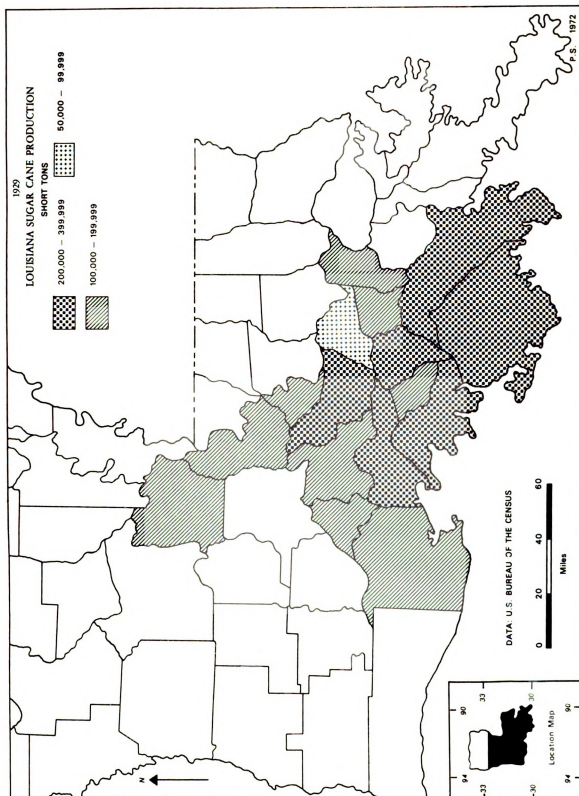 1929
LOUISIANA SUGAR CANE PRODUCTION
SHORT TONS
200,000 – 399,999
50,000 – 99,999
100,000 – 199,999
N
DATA: U.S. BUREAU OF THE CENSUS
0 20 40 60
Miles
94 90
33 33
30 30
Location Map
94 90
P.S. 1972